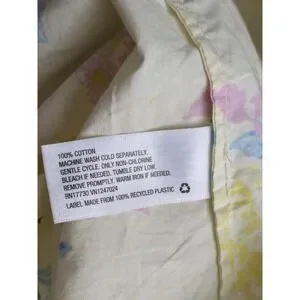 100% COTTON
MACHINE WASH COLD SEPARATELY.
GENTLE CYCLE. ONLY NON-CHLORINE
BLEACH IF NEEDED. TUMBLE DRY LOW.
REMOVE PROMPTLY. WARM IRON IF NEEDED.
RN17730 VN1247024
LABEL MADE FROM 100% RECYCLED PLASTIC